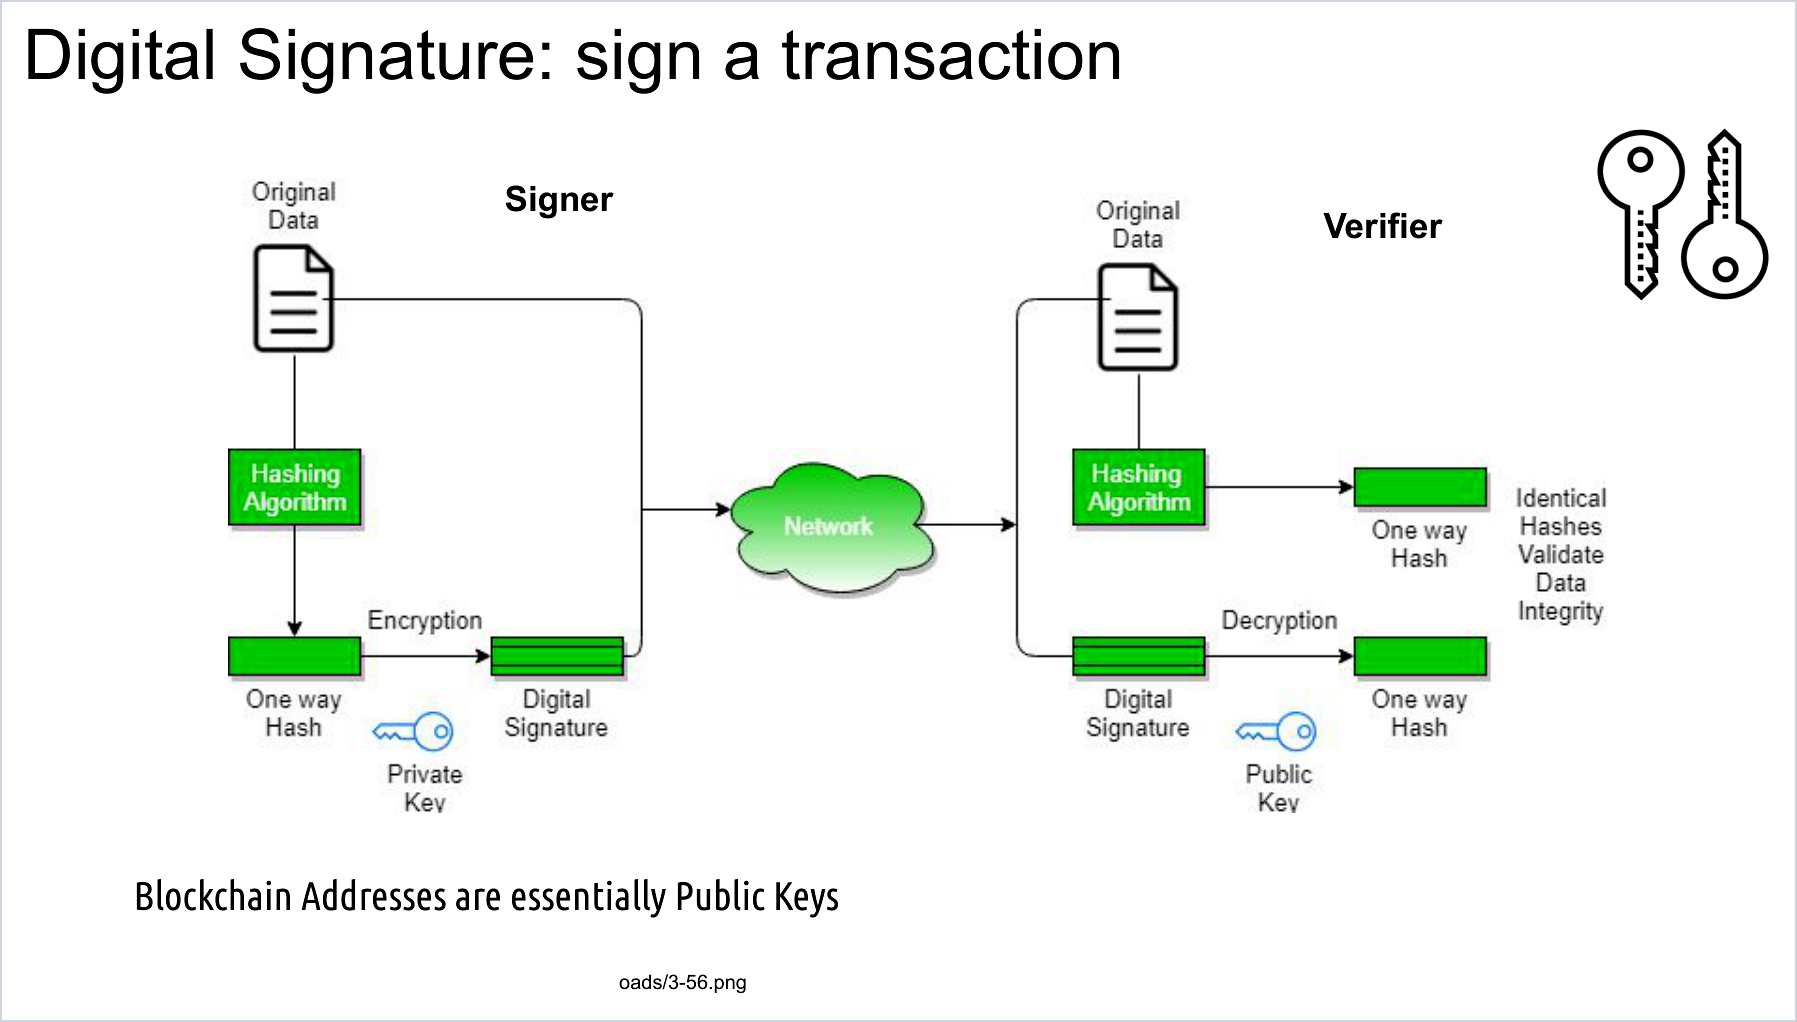 Digital Signature: sign a transaction
Original
Data
Signer
Hashing
Algorithm
One way
Hash
Encryption
Private
Key
Digital
Signature
Network
Original
Data
Verifier
Hashing
Algorithm
One way
Hash
Identical
Hashes
Validate
Data
Integrity
Digital
Signature
Decryption
Public
Key
One way
Hash
Blockchain Addresses are essentially Public Keys
oads/3-56.png